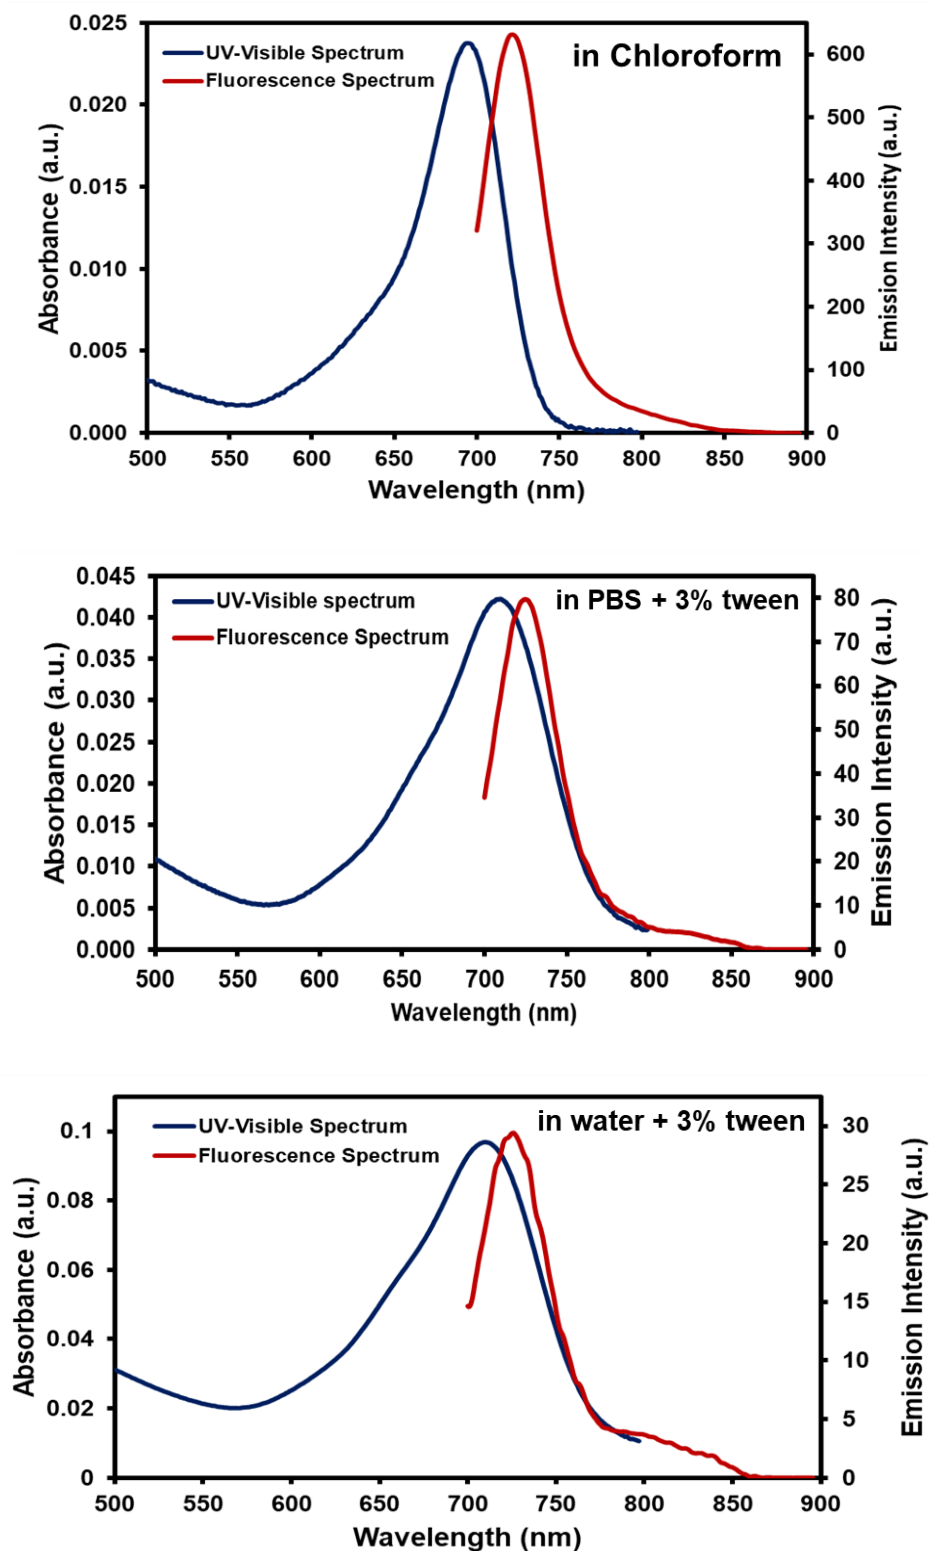 in Chloroform
UV-Visible Spectrum
Fluorescence Spectrum
Absorbance (a.u.)
0.025
0.020
0.015
0.010
0.005
0.000
Emission Intensity (a.u.)
600
500
400
300
200
100
0
500 550 600 650 700 750 800 850 900
Wavelength (nm)
in PBS + 3% tween
UV-Visible spectrum
Fluorescence Spectrum
Absorbance (a.u.)
0.045
0.040
0.035
0.030
0.025
0.020
0.015
0.010
0.005
0.000
Emission Intensity (a.u.)
80
70
60
50
40
30
20
10
0
500 550 600 650 700 750 800 850 900
Wavelength (nm)
in water + 3% tween
UV-Visible Spectrum
Fluorescence Spectrum
Absorbance (a.u.)
0.1
0.08
0.06
0.04
0.02
0
Emission Intensity (a.u.)
30
25
20
15
10
5
0
500 550 600 650 700 750 800 850 900
Wavelength (nm)